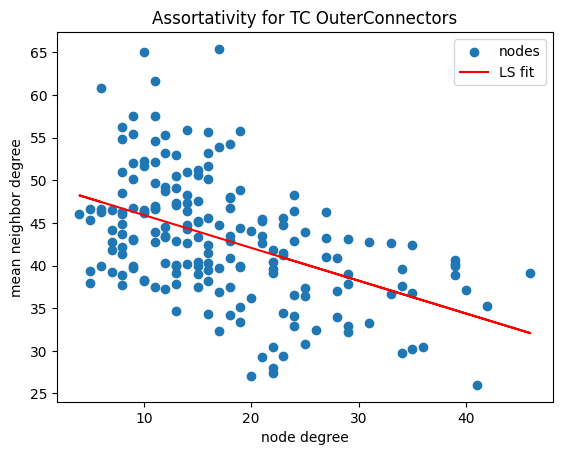 Assortativity for TC OuterConnectors
nodes
LS fit
mean neighbor degree
65
60
55
50
45
40
35
30
25
10
20
30
40
node degree